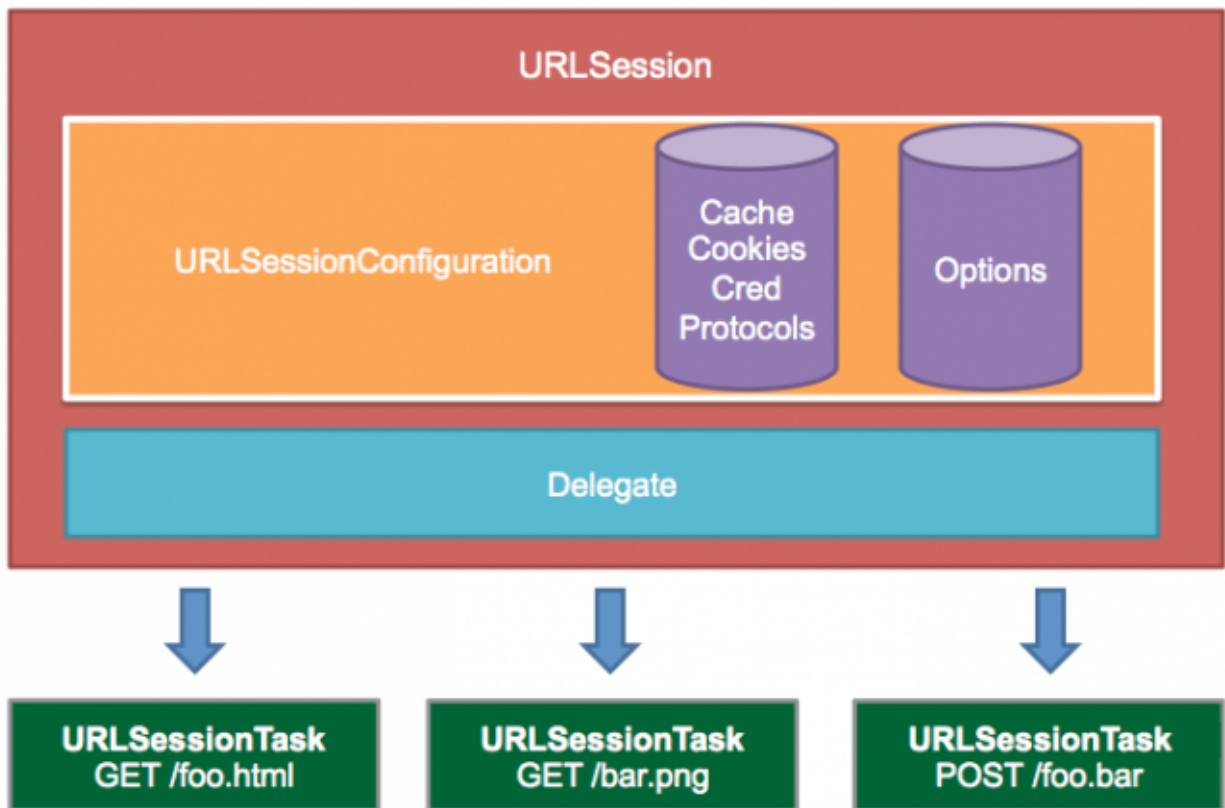 URLSession
URLSessionConfiguration
Cache
Cookies
Cred
Protocols
Options
Delegate
URLSessionTask
GET /foo.html
URLSessionTask
GET /bar.png
URLSessionTask
POST /foo.bar